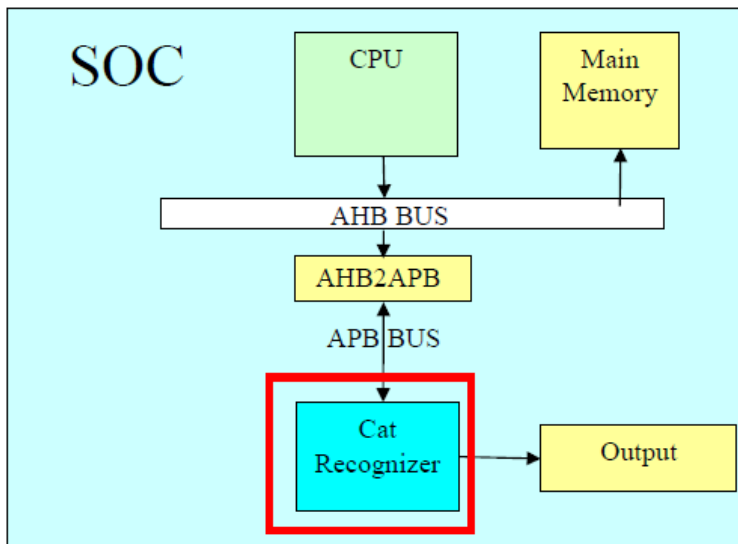 SOC
CPU
Main
Memory
AHB BUS
AHB2APB
APB BUS
Cat
Recognizer
Output